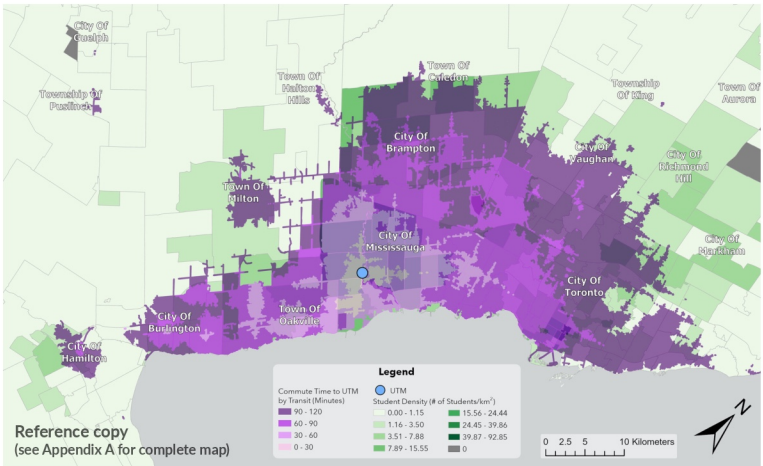 City Of
Guelph
Township Of
Puslinch
Town Of
Halton
Hills
Town Of
Caledon
Township
Of King
Town Of
Aurora
City Of
Brampton
City Of
Vaughan
City Of
Richmond
Hill
Town Of
Milton
City Of
Mississauga
City Of
Markham
City Of
Toronto
City Of
Burlington
Town Of
Oakville
City Of
Hamilton
Legend
Commute Time to UTM
by Transit (Minutes)
90 - 120
60 - 90
30 - 60
0 - 30
UTM
Student Density (# of Students/km²)
0.00 - 1.15
1.16 - 3.50
3.51 - 7.88
7.89 - 15.55
15.56 - 24.44
24.45 - 39.86
39.87 - 92.85
0
N
0 2.5 5 10 Kilometers
Reference copy
(see Appendix A for complete map)